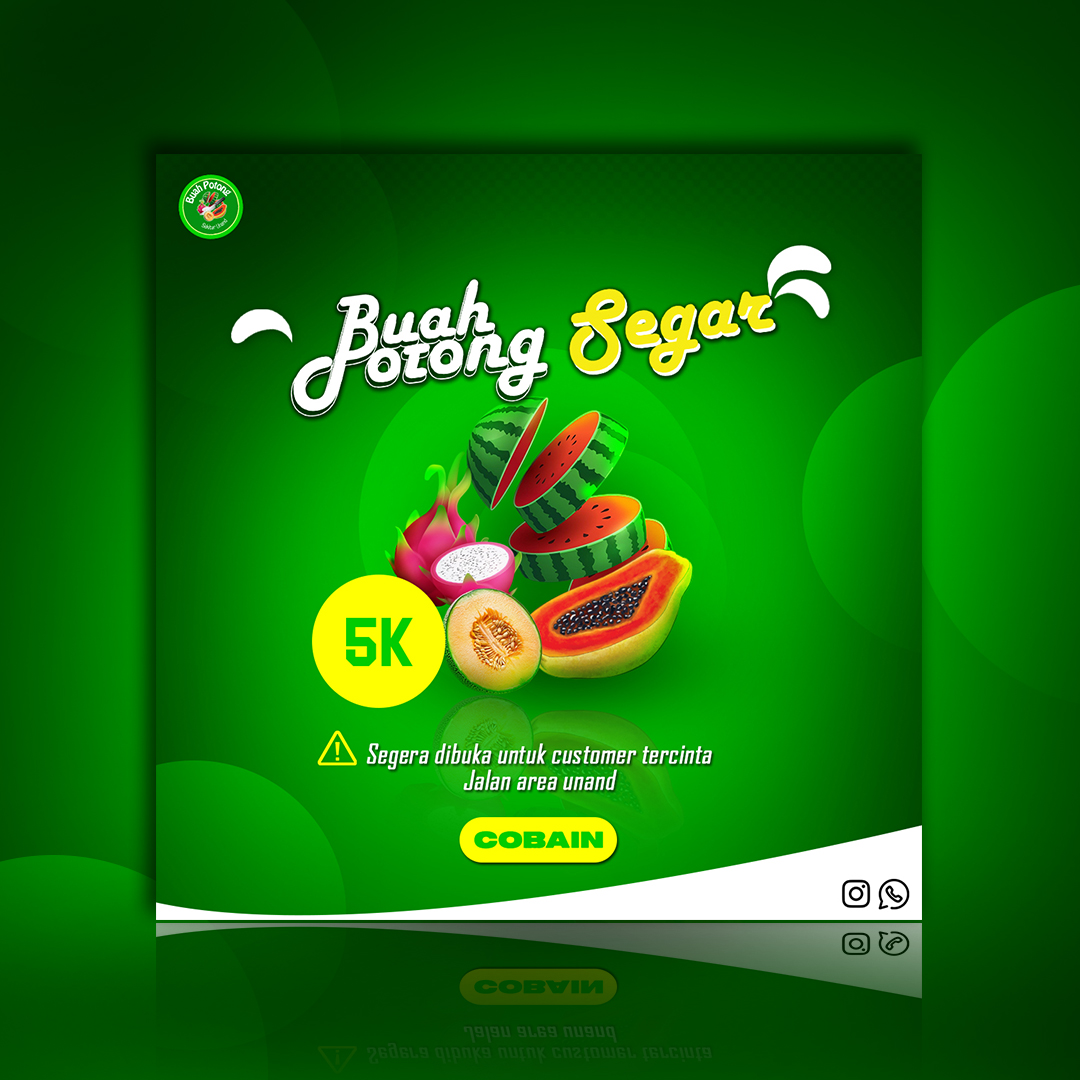 Buah Potong
Sekitar Unand
Buah
Potong Segar
5K
Segera dibuka untuk customer tercinta
Jalan area unand
COBAIN